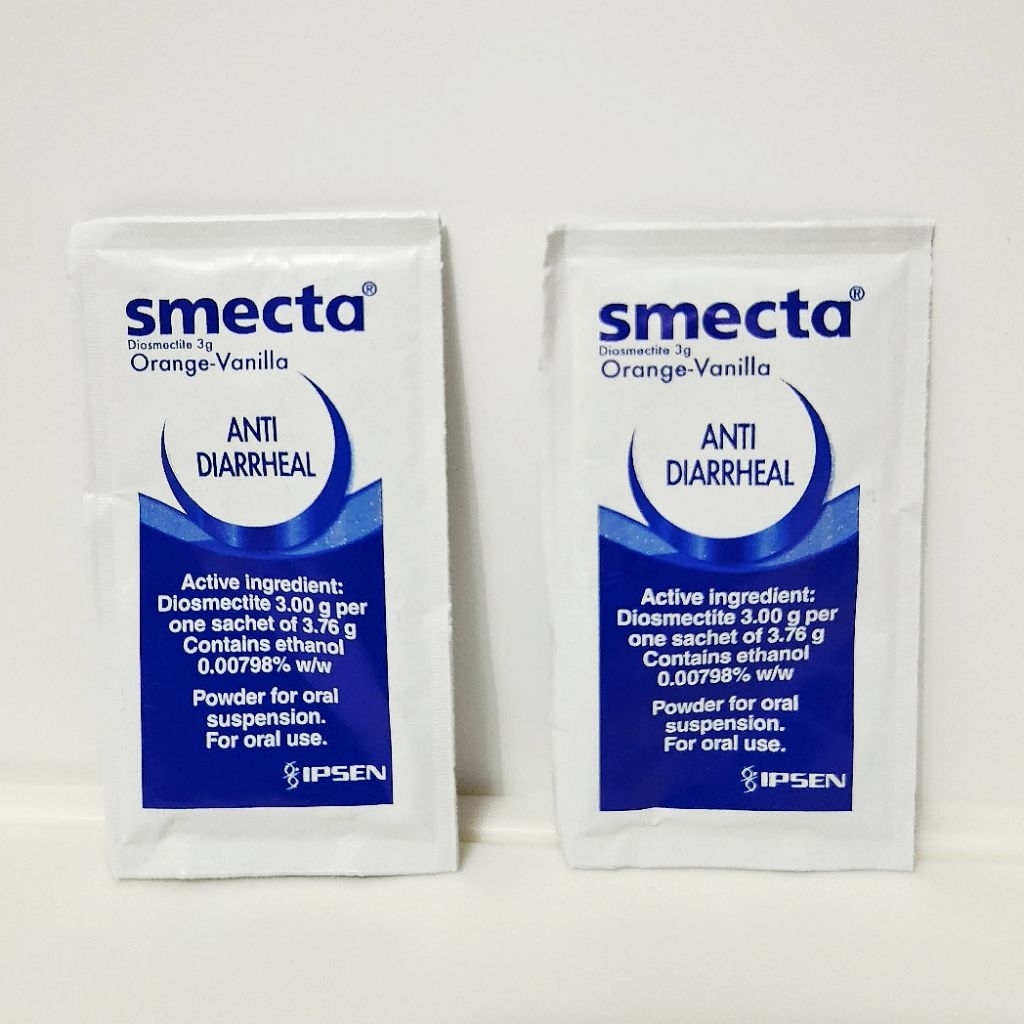 smecta®
Diosmectite 3g
Orange-Vanilla
ANTI
DIARRHEAL
Active ingredient:
Diosmectite 3.00 g per
one sachet of 3.76 g
Contains ethanol
0.00798% w/w
Powder for oral
suspension.
For oral use.
IPSEN
smecta®
Diosmectite 3g
Orange-Vanilla
ANTI
DIARRHEAL
Active ingredient:
Diosmectite 3.00 g per
one sachet of 3.76 g
Contains ethanol
0.00798% w/w
Powder for oral
suspension.
For oral use.
IPSEN